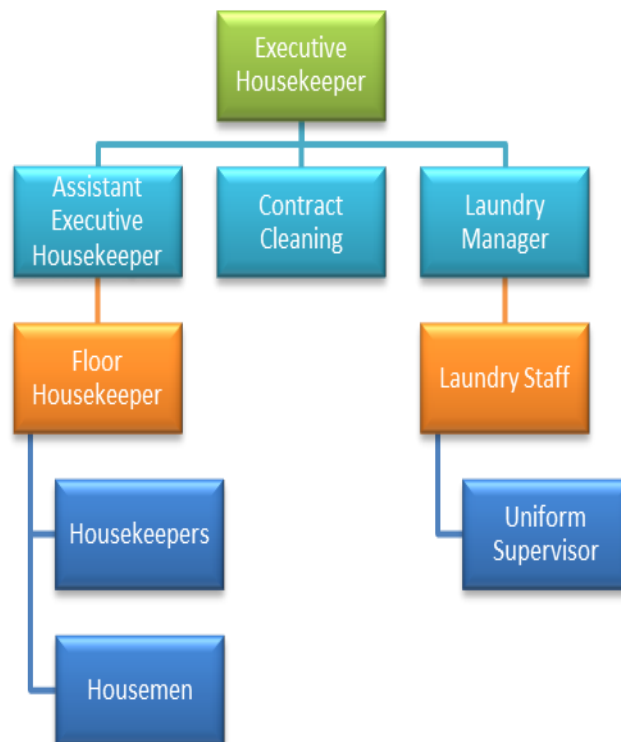 Executive
Housekeeper
Assistant
Executive
Housekeeper
Contract
Cleaning
Laundry
Manager
Floor
Housekeeper
Laundry Staff
Housekeepers
Uniform
Supervisor
Housemen